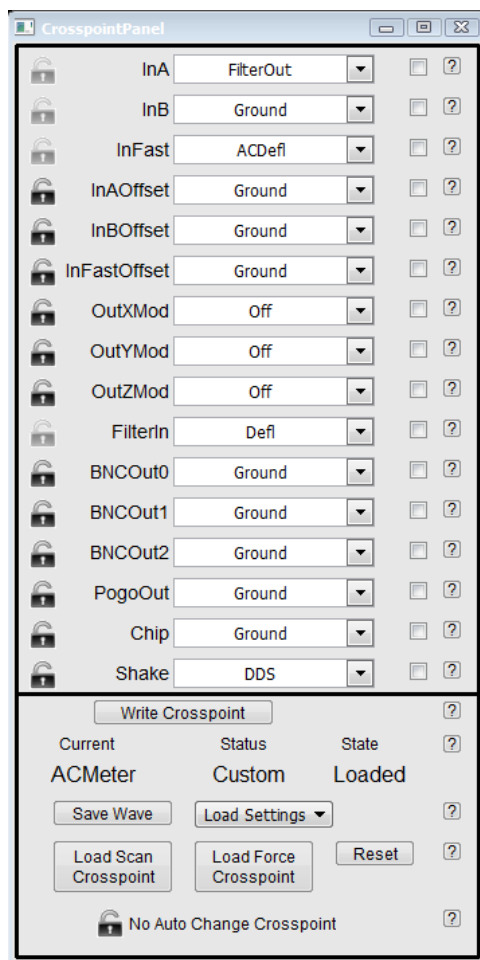 CrosspointPanel
InA FilterOut ?
InB Ground ?
InFast ACDefl ?
InAOffset Ground ?
InBOffset Ground ?
InFastOffset Ground ?
OutXMod Off ?
OutYMod Off ?
OutZMod Off ?
FilterIn Defl ?
BNCOut0 Ground ?
BNCOut1 Ground ?
BNCOut2 Ground ?
PogoOut Ground ?
Chip Ground ?
Shake DDS ?
Write Crosspoint ?
Current Status State ?
ACMeter Custom Loaded
Save Wave Load Settings ?
Load Scan Crosspoint Load Force Crosspoint Reset ?
No Auto Change Crosspoint ?